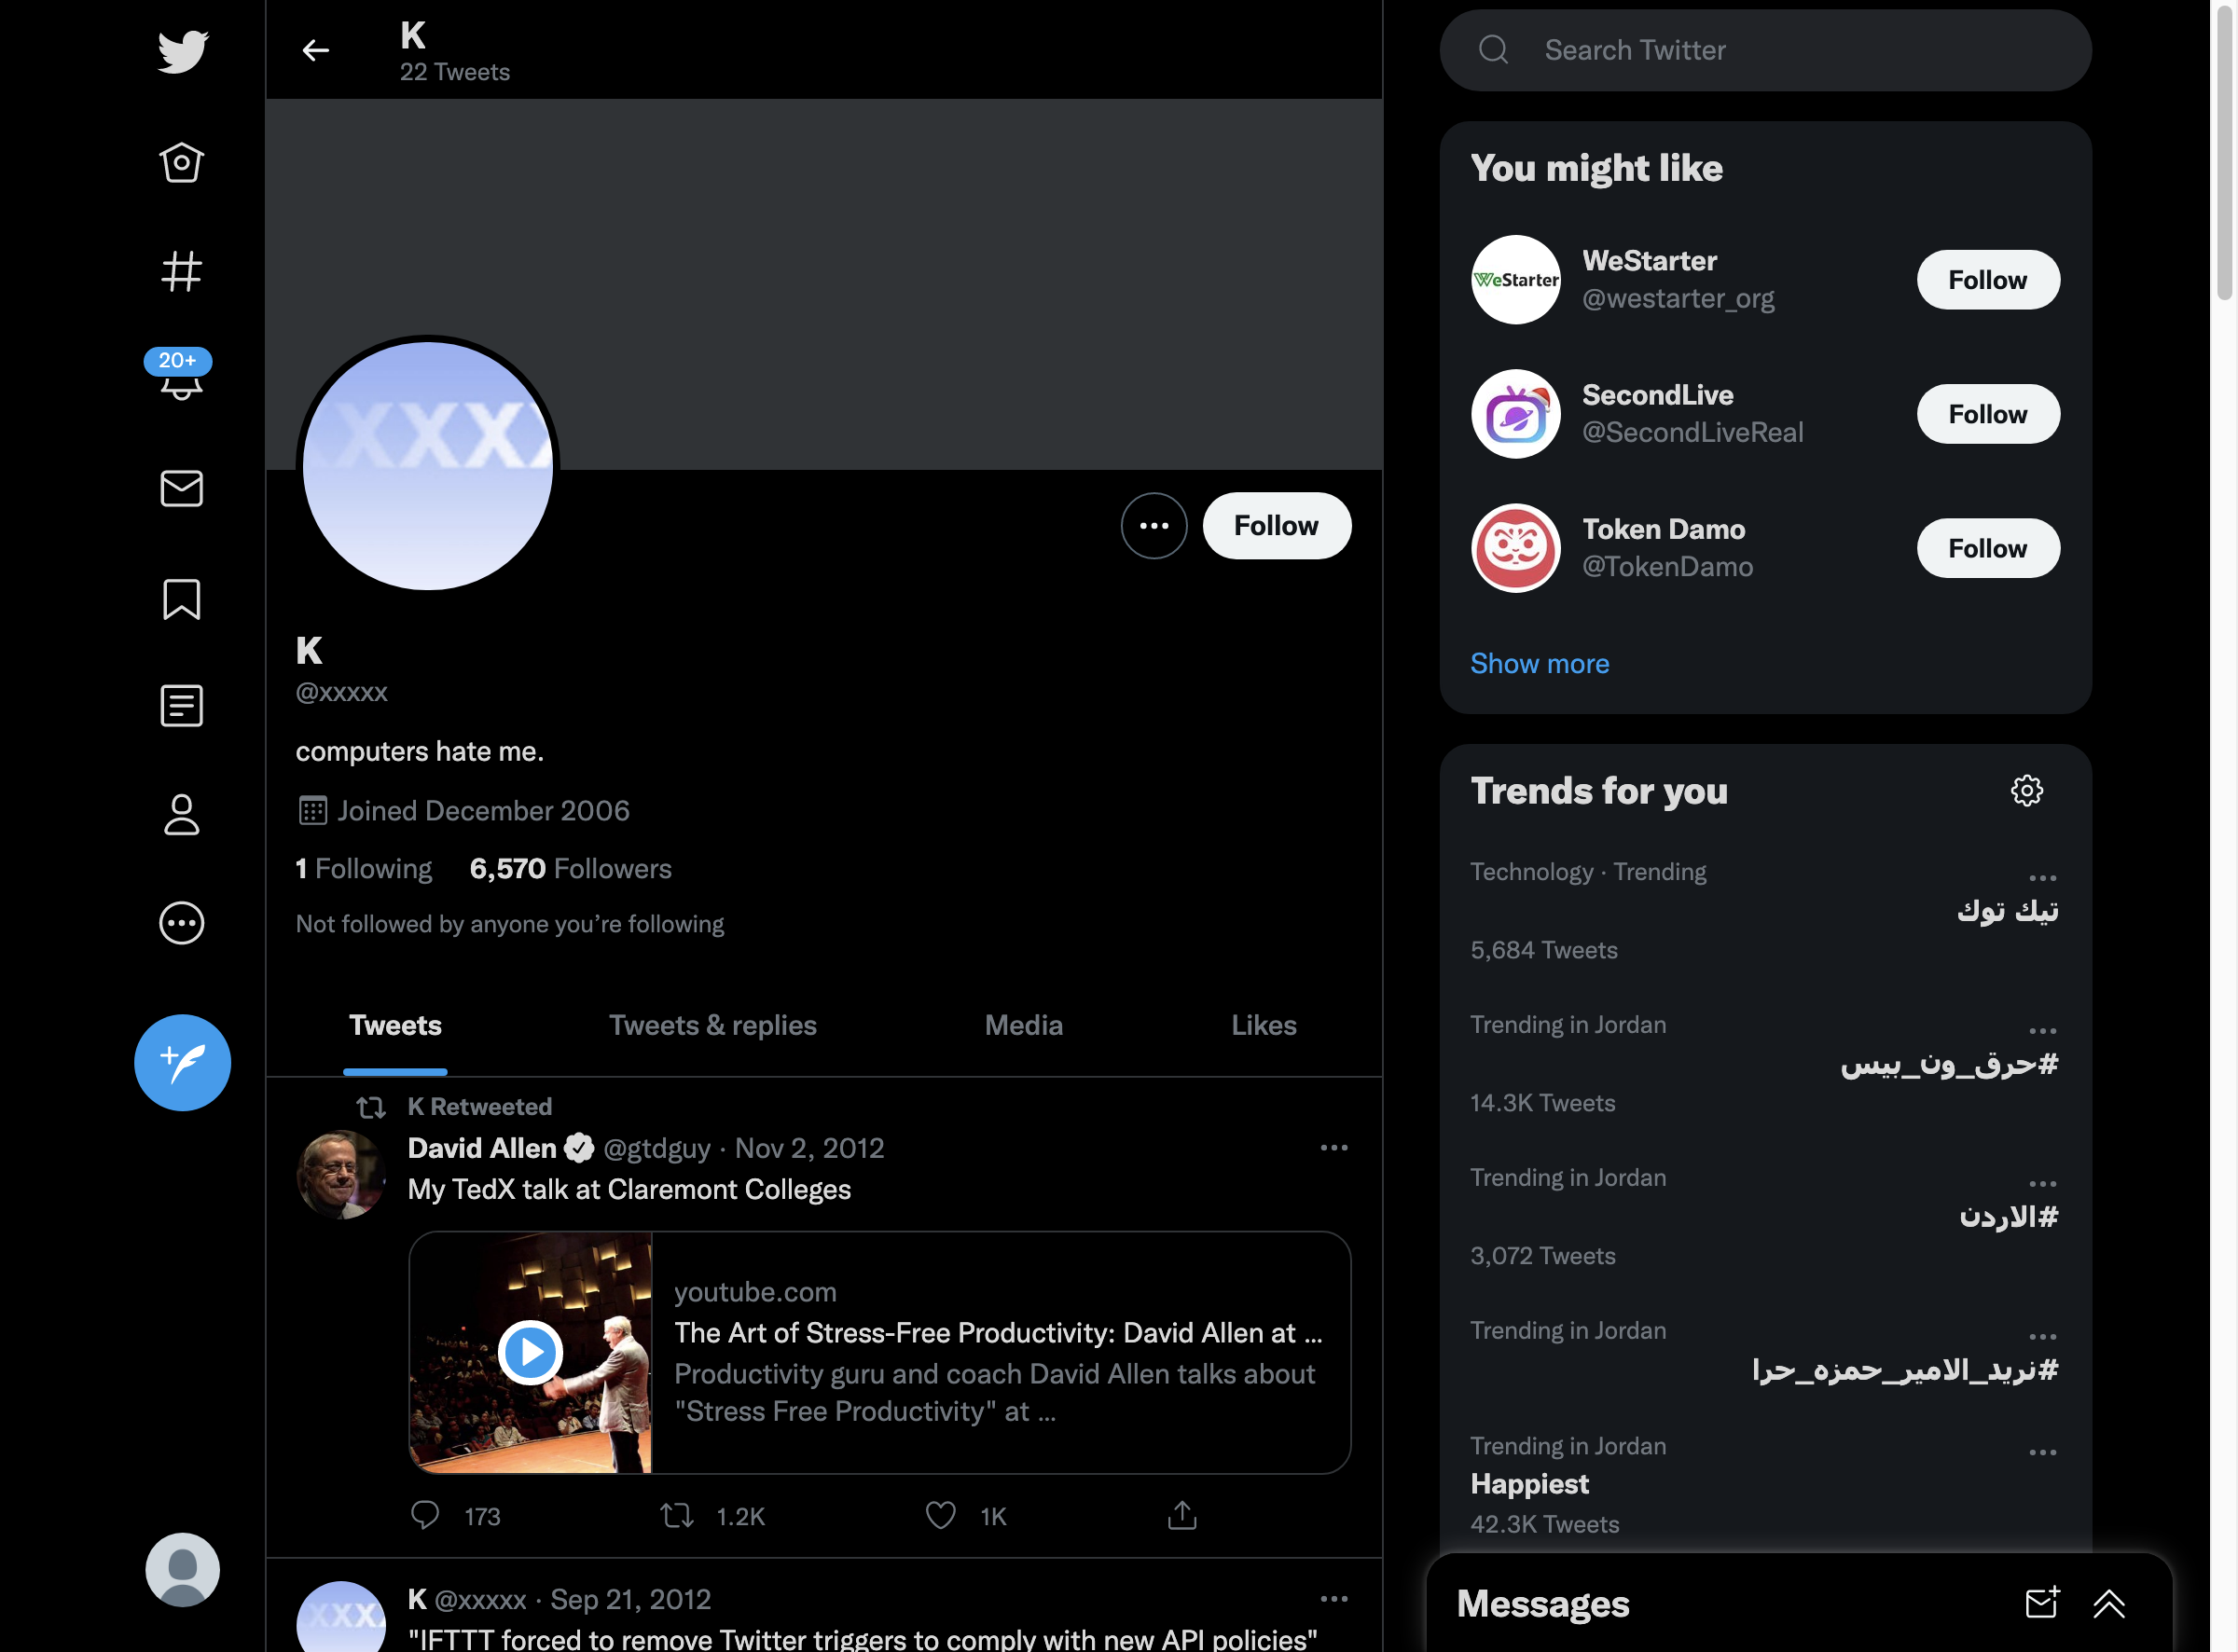 K
22 Tweets
20+
XXXX
K
@xxxxx
computers hate me.
Joined December 2006
1 Following 6,570 Followers
Not followed by anyone you’re following
Follow
Tweets Tweets & replies Media Likes
K Retweeted
David Allen @gtdguy · Nov 2, 2012
My TedX talk at Claremont Colleges
youtube.com
The Art of Stress-Free Productivity: David Allen at ...
Productivity guru and coach David Allen talks about
"Stress Free Productivity" at ...
173 1.2K 1K
XXX
K @xxxxx · Sep 21, 2012
"IFTTT forced to remove Twitter triggers to comply with new API policies"
Search Twitter
You might like
WeStarter
WeStarter
@westarter_org
Follow
SecondLive
@SecondLiveReal
Follow
Token Damo
@TokenDamo
Follow
Show more
Trends for you
Technology · Trending
تيك توك
5,684 Tweets
Trending in Jordan
#حرق_ون_بيس
14.3K Tweets
Trending in Jordan
#الاردن
3,072 Tweets
Trending in Jordan
#نريد_الامير_حمزه_حرا
Trending in Jordan
Happiest
42.3K Tweets
Messages